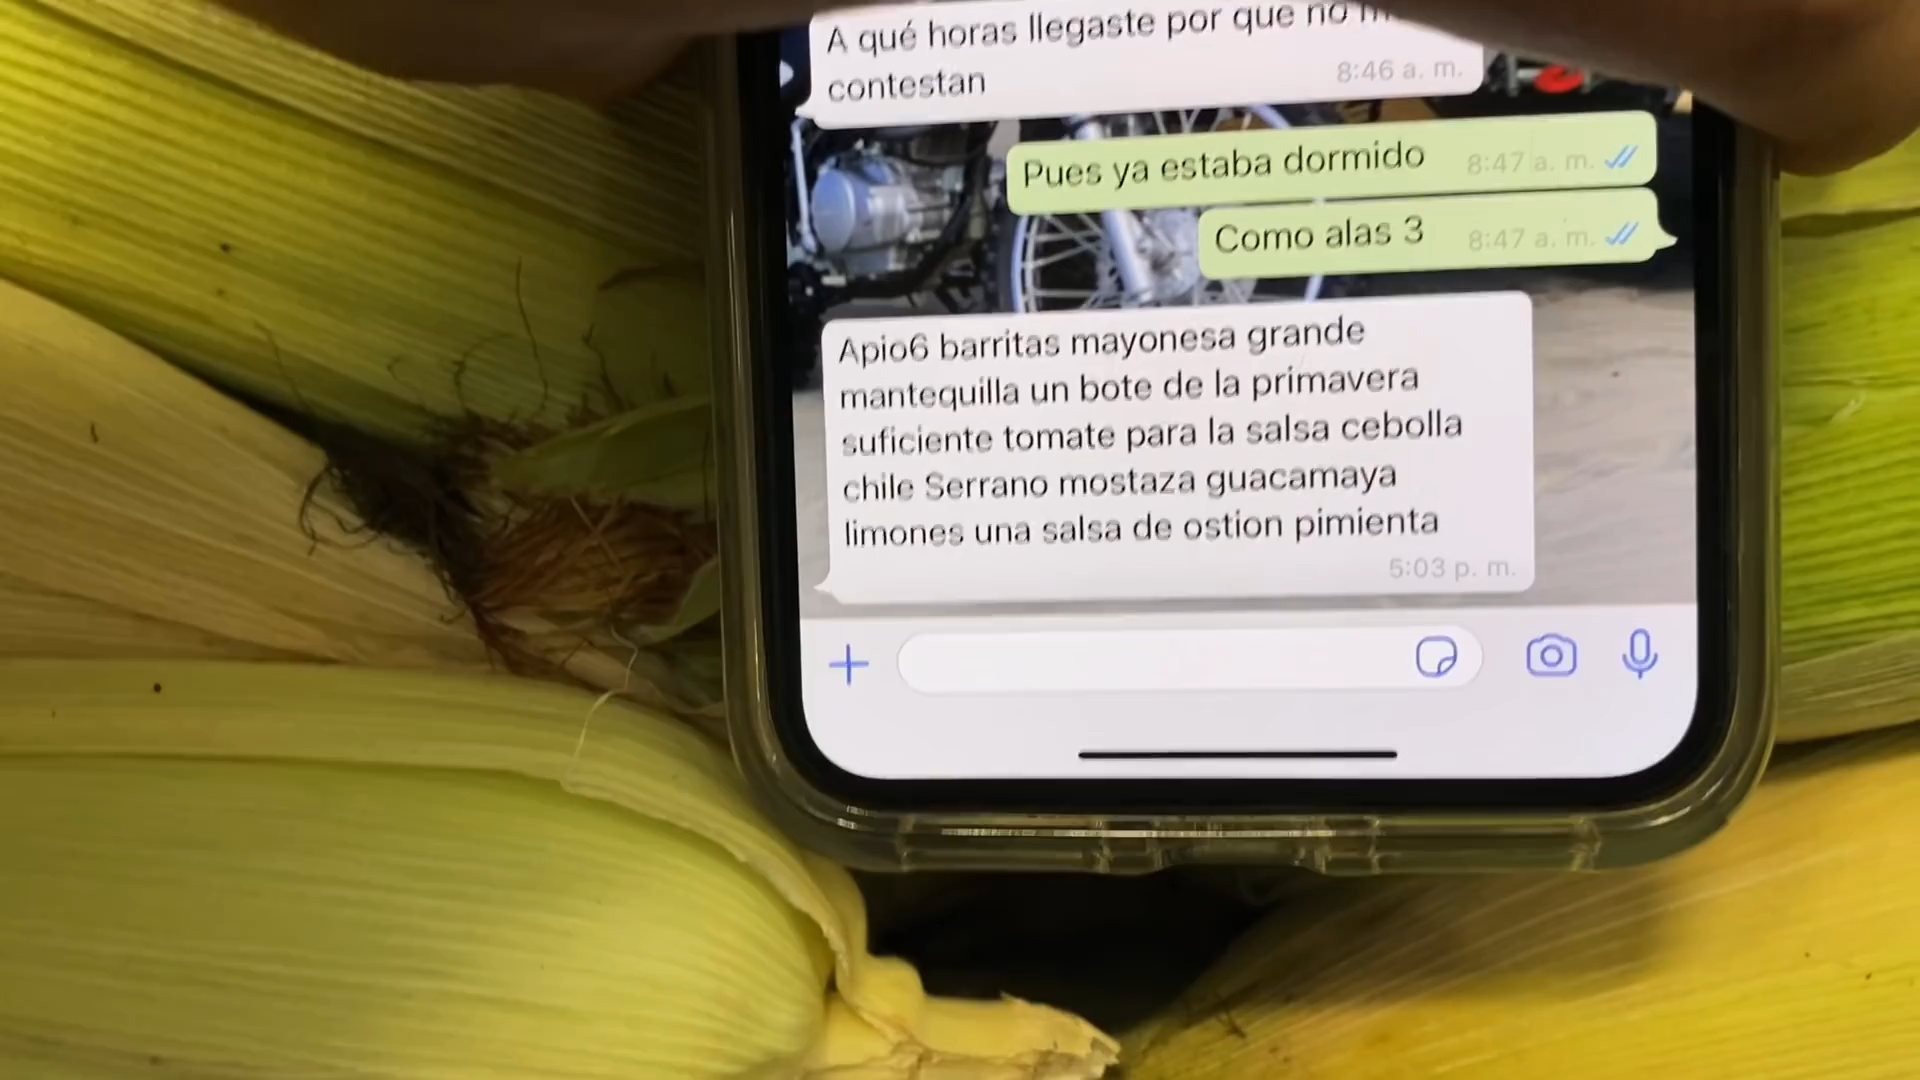 A qué horas llegaste por que no
contestan
8:46 a. m.
Pues ya estaba dormido
8:47 a. m.
Como alas 3
8:47 a. m.
Apio6 barritas mayonesa grande
mantequilla un bote de la primavera
suficiente tomate para la salsa cebolla
chile Serrano mostaza guacamaya
limones una salsa de ostion pimienta
5:03 p. m.